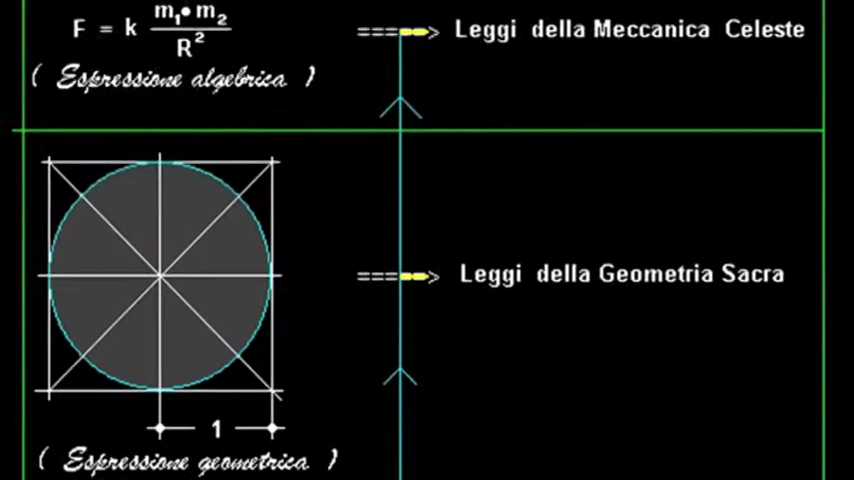 F = k m₁•m₂ / R²
===> Leggi della Meccanica Celeste
( Espressione algebrica )
===> Leggi della Geometria Sacra
1
( Espressione geometrica )